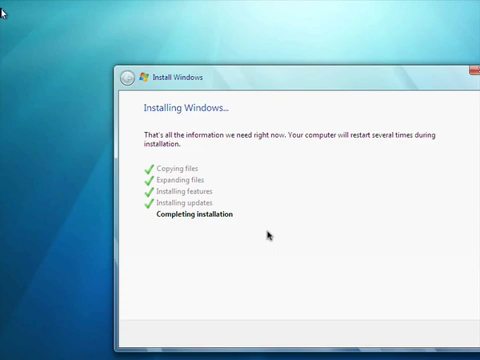 Install Windows
Installing Windows...
That's all the information we need right now. Your computer will restart several times during
installation.
Copying files
Expanding files
Installing features
Installing updates
Completing installation